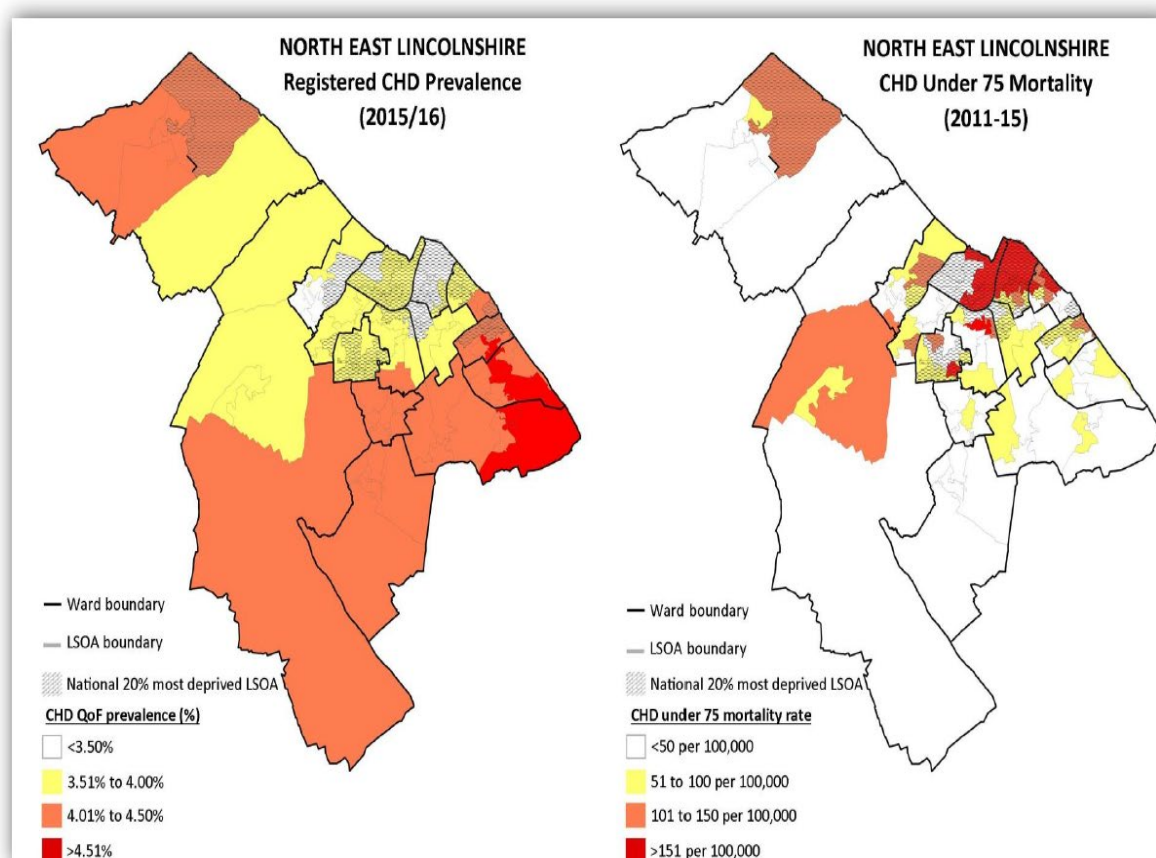 NORTH EAST LINCOLNSHIRE
Registered CHD Prevalence
(2015/16)
Ward boundary
LSOA boundary
National 20% most deprived LSOA
CHD QoF prevalence (%)
<3.50%
3.51% to 4.00%
4.01% to 4.50%
>4.51%
NORTH EAST LINCOLNSHIRE
CHD Under 75 Mortality
(2011-15)
Ward boundary
LSOA boundary
National 20% most deprived LSOA
CHD under 75 mortality rate
<50 per 100,000
51 to 100 per 100,000
101 to 150 per 100,000
>151 per 100,000